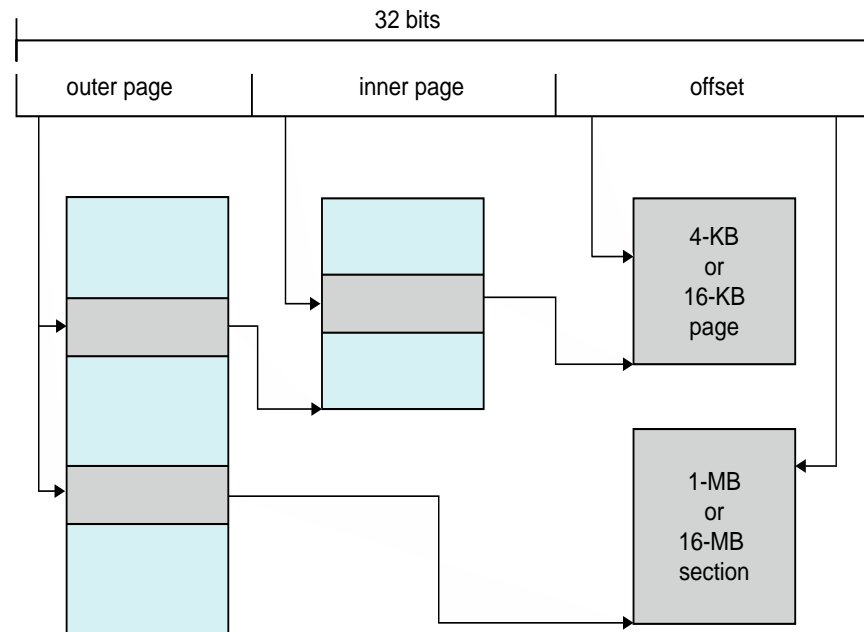 32 bits
outer page
inner page
offset
4-KB
or
16-KB
page
1-MB
or
16-MB
section